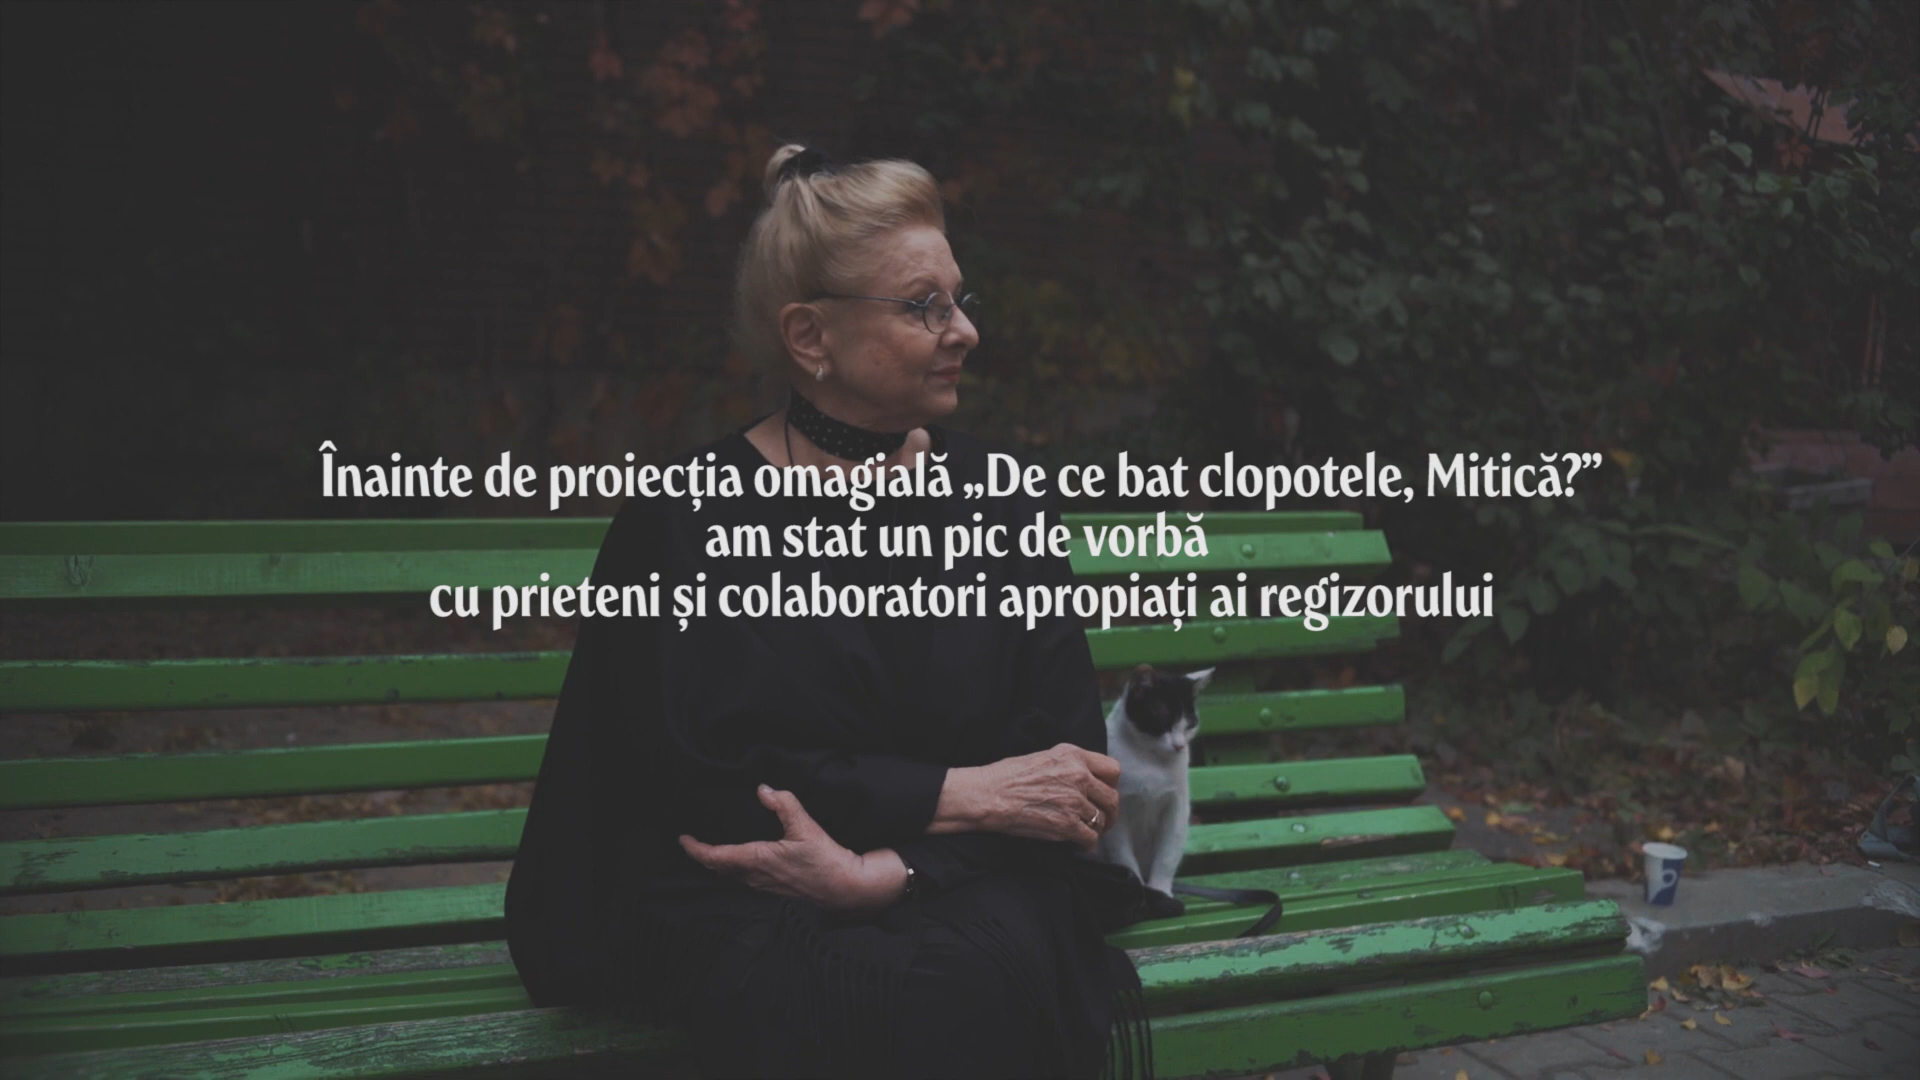 Înainte de proiecția omagială „De ce bat clopotele, Mitică?”
am stat un pic de vorbă
cu prieteni și colaboratori apropiați ai regizorului